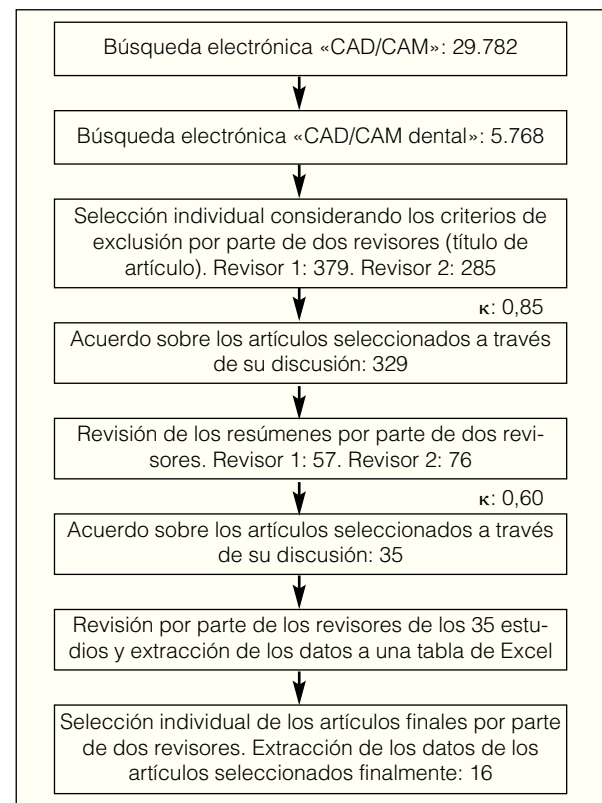 Búsqueda electrónica «CAD/CAM»: 29.782
Búsqueda electrónica «CAD/CAM dental»: 5.768
Selección individual considerando los criterios de
exclusión por parte de dos revisores (título de
artículo). Revisor 1: 379. Revisor 2: 285
κ: 0,85
Acuerdo sobre los artículos seleccionados a través
de su discusión: 329
Revisión de los resúmenes por parte de dos revi-
sores. Revisor 1: 57. Revisor 2: 76
κ: 0,60
Acuerdo sobre los artículos seleccionados a través
de su discusión: 35
Revisión por parte de los revisores de los 35 estu-
dios y extracción de los datos a una tabla de Excel
Selección individual de los artículos finales por parte
de dos revisores. Extracción de los datos de los
artículos seleccionados finalmente: 16